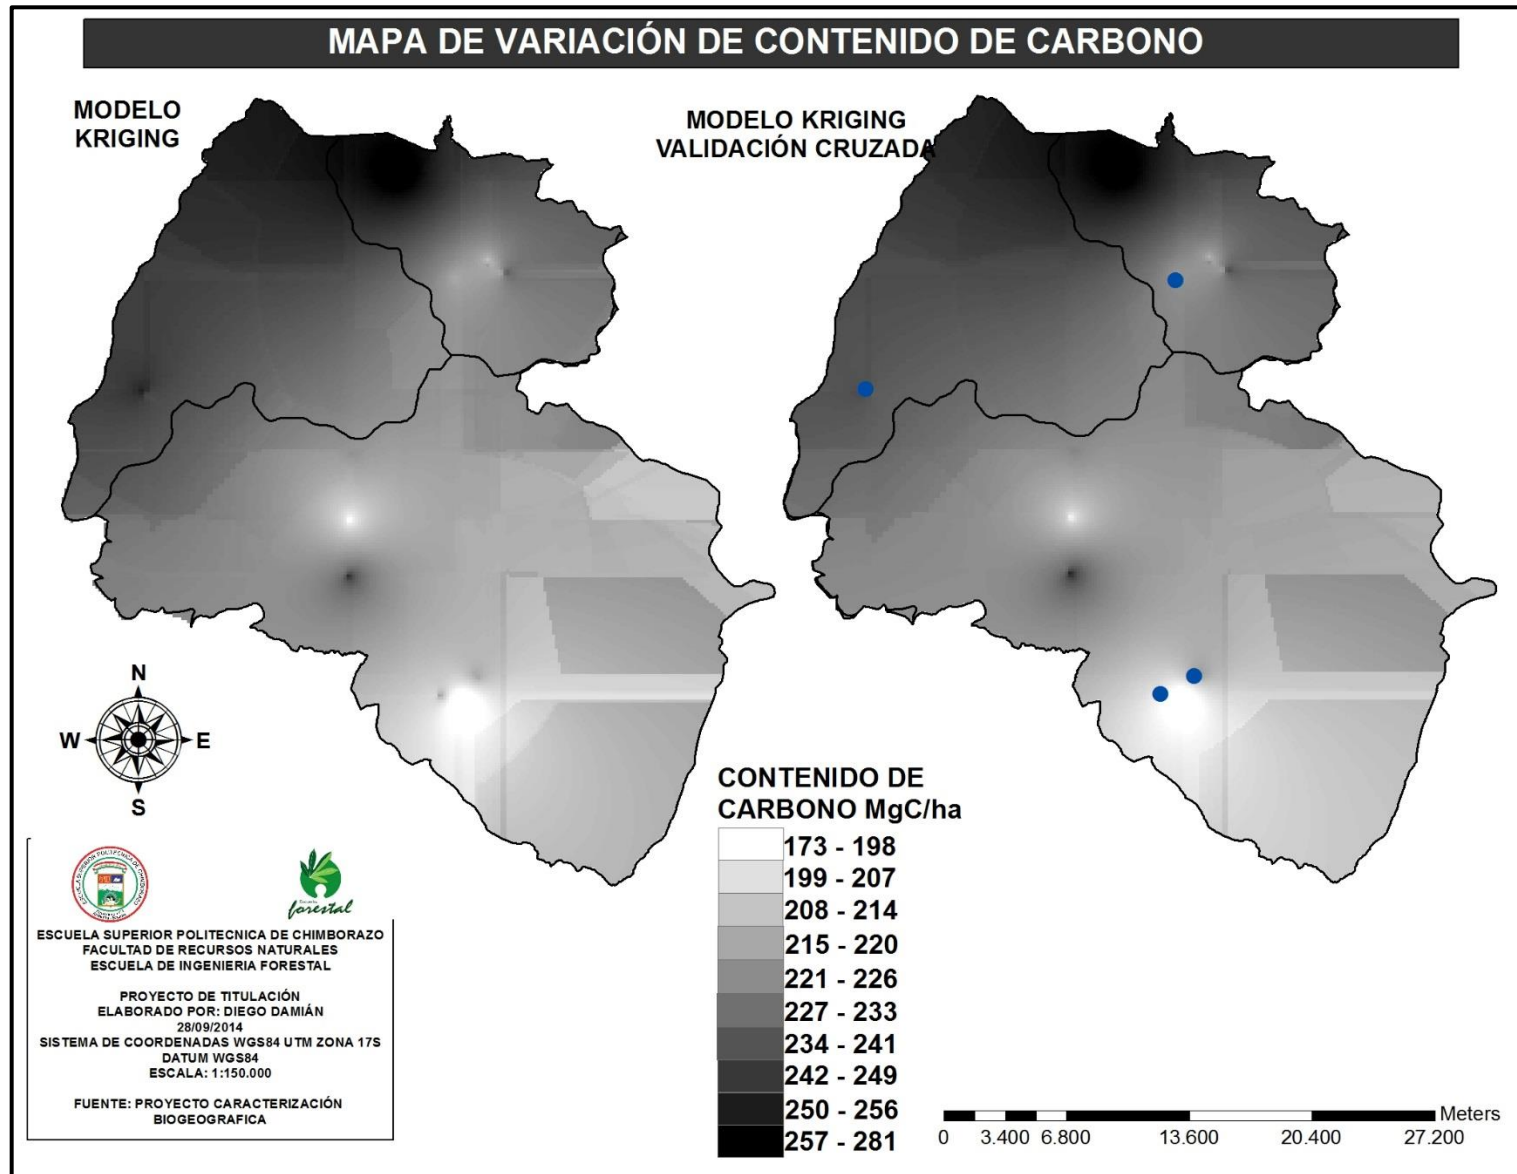 MAPA DE VARIACIÓN DE CONTENIDO DE CARBONO
MODELO
KRIGING
MODELO KRIGING
VALIDACIÓN CRUZADA
N
W
E
S
CONTENIDO DE
CARBONO MgC/ha
173 - 198
199 - 207
208 - 214
215 - 220
221 - 226
227 - 233
234 - 241
242 - 249
250 - 256
257 - 281
forestal
ESCUELA SUPERIOR POLITECNICA DE CHIMBORAZO
FACULTAD DE RECURSOS NATURALES
ESCUELA DE INGENIERIA FORESTAL
PROYECTO DE TITULACIÓN
ELABORADO POR: DIEGO DAMIÁN
28/09/2014
SISTEMA DE COORDENADAS WGS84 UTM ZONA 17S
DATUM WGS84
ESCALA: 1:150.000
FUENTE: PROYECTO CARACTERIZACIÓN
BIOGEOGRAFICA
Meters
0 3.400 6.800 13.600 20.400 27.200